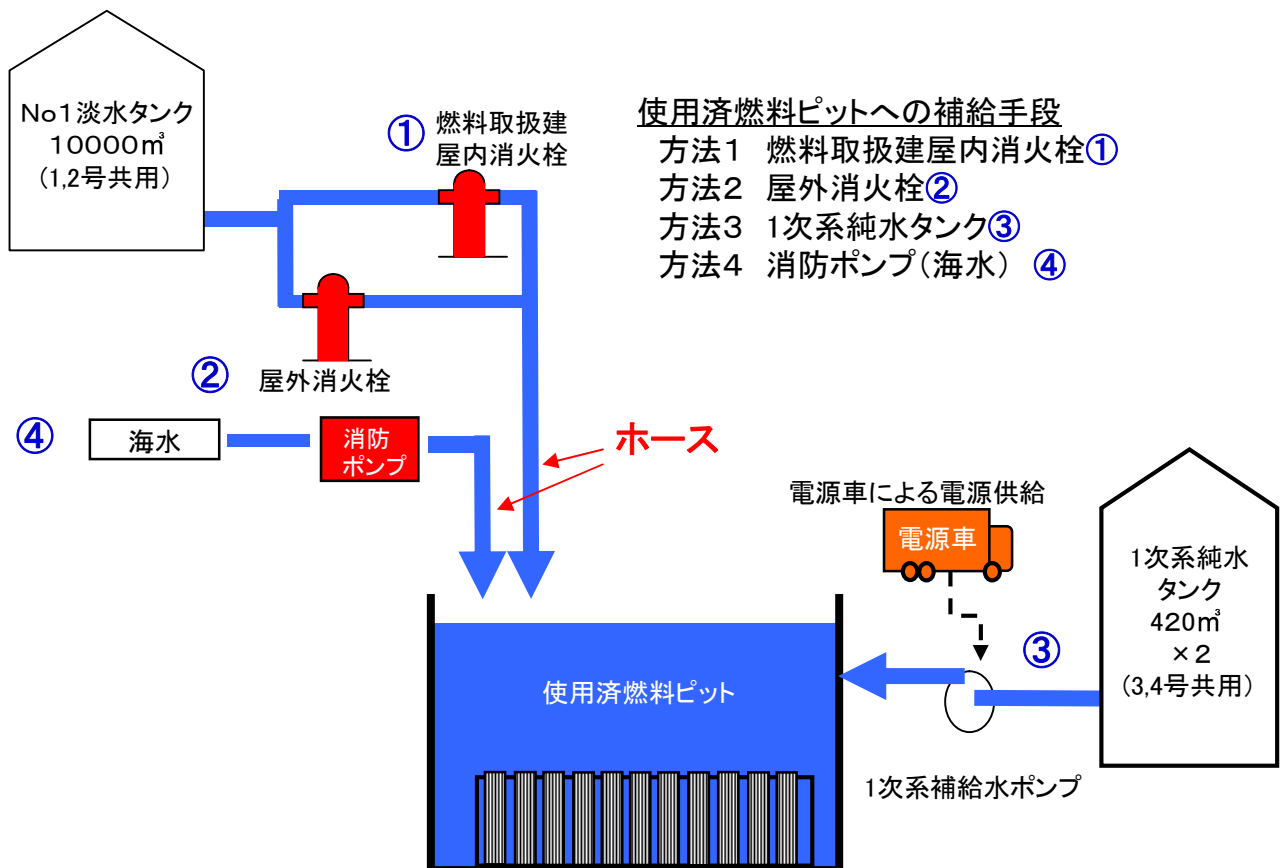 No1淡水タンク
10000㎥
(1,2号共用)
①
燃料取扱建
屋内消火栓
使用済燃料ピットへの補給手段
方法1 燃料取扱建屋内消火栓①
方法2 屋外消火栓②
方法3 1次系純水タンク③
方法4 消防ポンプ(海水) ④
②
屋外消火栓
④
海水
消防
ポンプ
ホース
電源車による電源供給
電源車
1次系純水
タンク
420㎥
×2
(3,4号共用)
③
使用済燃料ピット
1次系補給水ポンプ